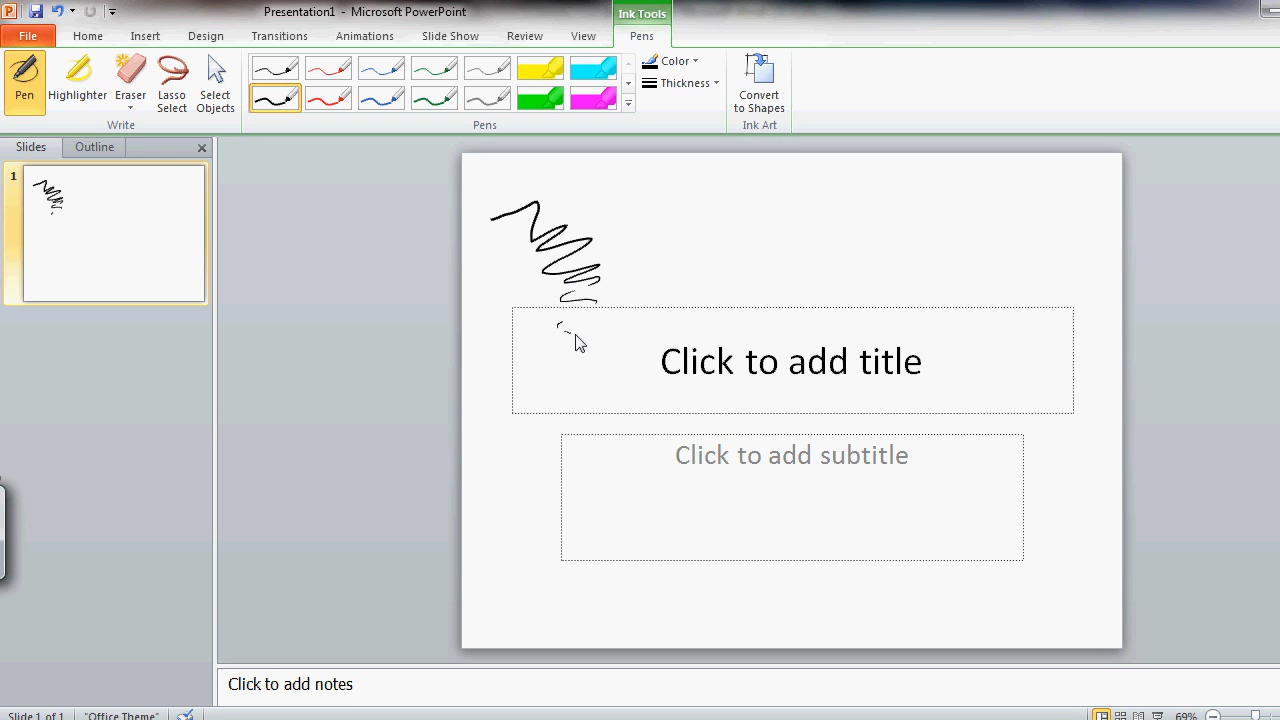 Presentation1 - Microsoft PowerPoint
Ink Tools
File Home Insert Design Transitions Animations Slide Show Review View Pens
Pen Highlighter Eraser Lasso Select Select Objects
Color
Thickness
Convert to Shapes
Write Pens Ink Art
Slides Outline
1
Click to add title
Click to add subtitle
Click to add notes
Slide 1 of 1 "Office Theme" 69%